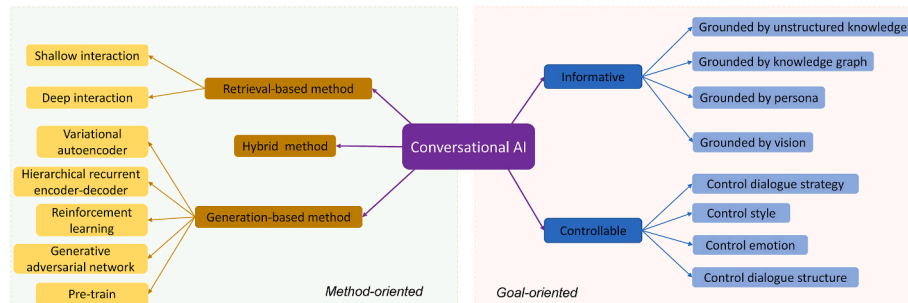 Shallow interaction
Deep interaction
Retrieval-based method
Variational
autoencoder
Hybrid method
Hierarchical recurrent
encoder-decoder
Reinforcement
learning
Generation-based method
Generative
adversarial network
Pre-train
Method-oriented
Conversational AI
Grounded by unstructured knowledge
Grounded by knowledge graph
Informative
Grounded by persona
Grounded by vision
Control dialogue strategy
Control style
Controllable
Control emotion
Control dialogue structure
Goal-oriented